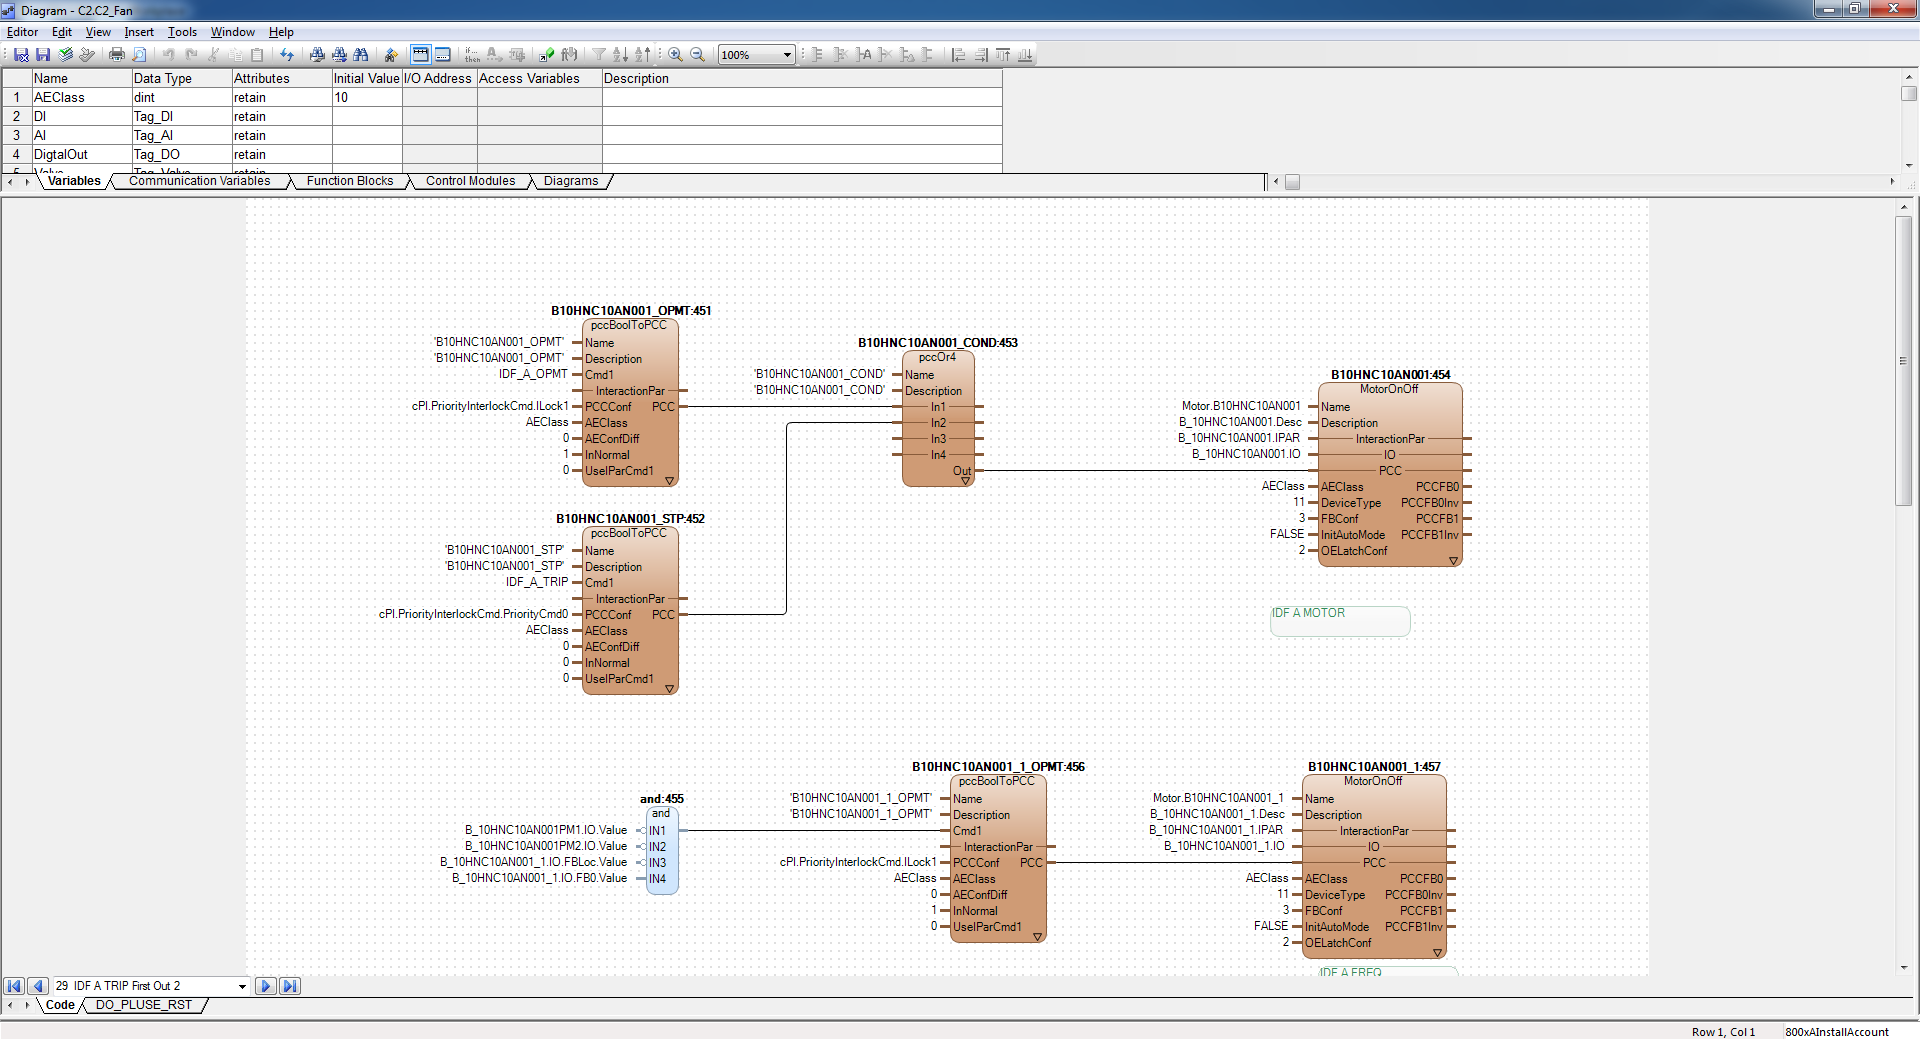 Diagram - C2.C2_Fan
Editor Edit View Insert Tools Window Help
100%
Name Data Type Attributes Initial Value I/O Address Access Variables Description
1 AEClass dint retain 10
2 DI Tag_DI retain
3 AI Tag_AI retain
4 DigtalOut Tag_DO retain
5 Value Tag_Value retain
Variables Communication Variables Function Blocks Control Modules Diagrams
B10HNC10AN001_OPMT:451
pccBoolToPCC
'B10HNC10AN001_OPMT' Name
'B10HNC10AN001_OPMT' Description
IDF_A_OPMT Cmd1
InteractionPar
cPI.PriorityInterlockCmd.ILock1 PCCConf PCC
AEClass AEClass
0 AEConfDiff
1 InNormal
0 UseIParCmd1
B10HNC10AN001_COND:453
pccOr4
'B10HNC10AN001_COND' Name
'B10HNC10AN001_COND' Description
In1
In2
In3
In4
Out
B10HNC10AN001:454
MotorOnOff
Motor.B10HNC10AN001 Name
B_10HNC10AN001.Desc Description
B_10HNC10AN001.IPAR InteractionPar
B_10HNC10AN001.IO IO
PCC
AEClass AEClass PCCFB0
11 DeviceType PCCFB0Inv
3 FBConf PCCFB1
FALSE InitAutoMode PCCFB1Inv
2 OELatchConf
B10HNC10AN001_STP:452
pccBoolToPCC
'B10HNC10AN001_STP' Name
'B10HNC10AN001_STP' Description
IDF_A_TRIP Cmd1
InteractionPar
cPI.PriorityInterlockCmd.PriorityCmd0 PCCConf PCC
AEClass AEClass
0 AEConfDiff
0 InNormal
0 UseIParCmd1
IDF A MOTOR
and:455
and
B_10HNC10AN001PM1.IO.Value IN1
B_10HNC10AN001PM2.IO.Value IN2
B_10HNC10AN001_1.IO.FBLoc.Value IN3
B_10HNC10AN001_1.IO.FB0.Value IN4
B10HNC10AN001_1_OPMT:456
pccBoolToPCC
'B10HNC10AN001_1_OPMT' Name
'B10HNC10AN001_1_OPMT' Description
Cmd1
InteractionPar
cPI.PriorityInterlockCmd.ILock1 PCCConf PCC
AEClass AEClass
0 AEConfDiff
1 InNormal
0 UseIParCmd1
B10HNC10AN001_1:457
MotorOnOff
Motor.B10HNC10AN001_1 Name
B_10HNC10AN001_1.Desc Description
B_10HNC10AN001_1.IPAR InteractionPar
B_10HNC10AN001_1.IO IO
PCC
AEClass AEClass PCCFB0
11 DeviceType PCCFB0Inv
3 FBConf PCCFB1
FALSE InitAutoMode PCCFB1Inv
2 OELatchConf
IDF A FREQ
29 IDF A TRIP First Out 2
Code DO_PLUSE_RST
Row 1, Col 1 800xAInstallAccount